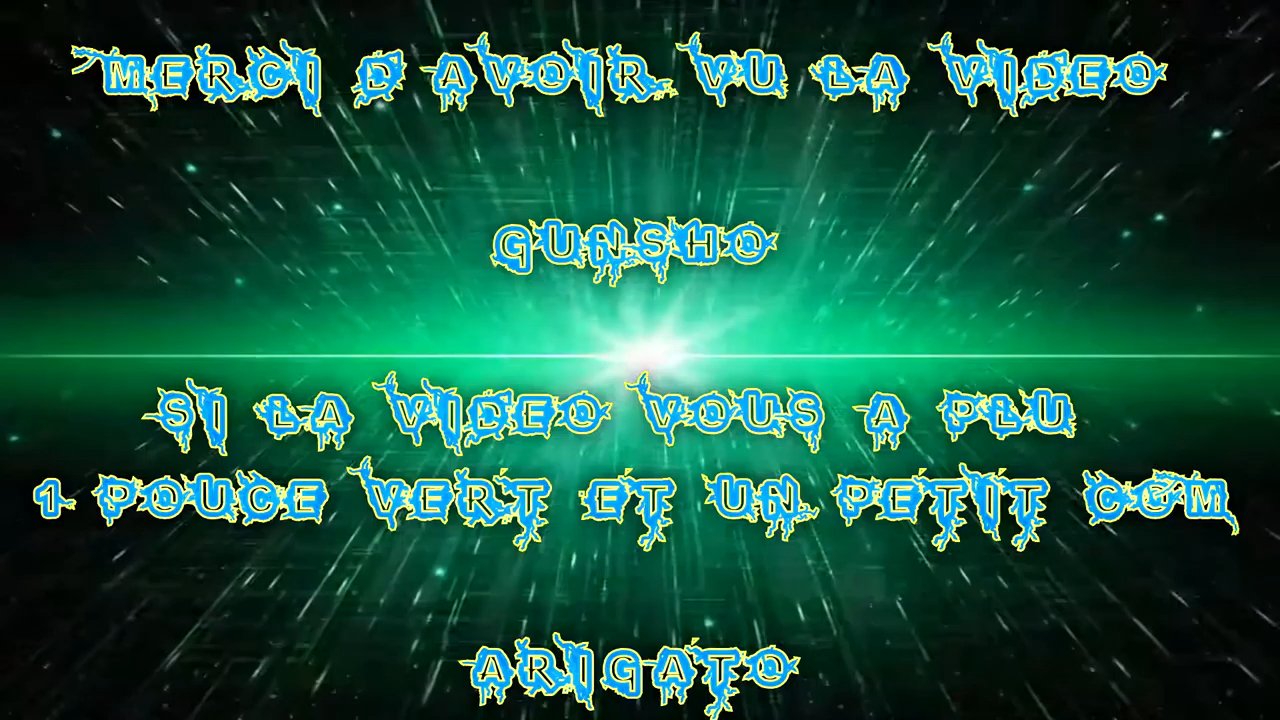 MERCI D AVOIR VU LA VIDEO
GUNSHO
SI LA VIDEO VOUS A PLU
1 POUCE VERT ET UN PETIT COM
ARIGATO